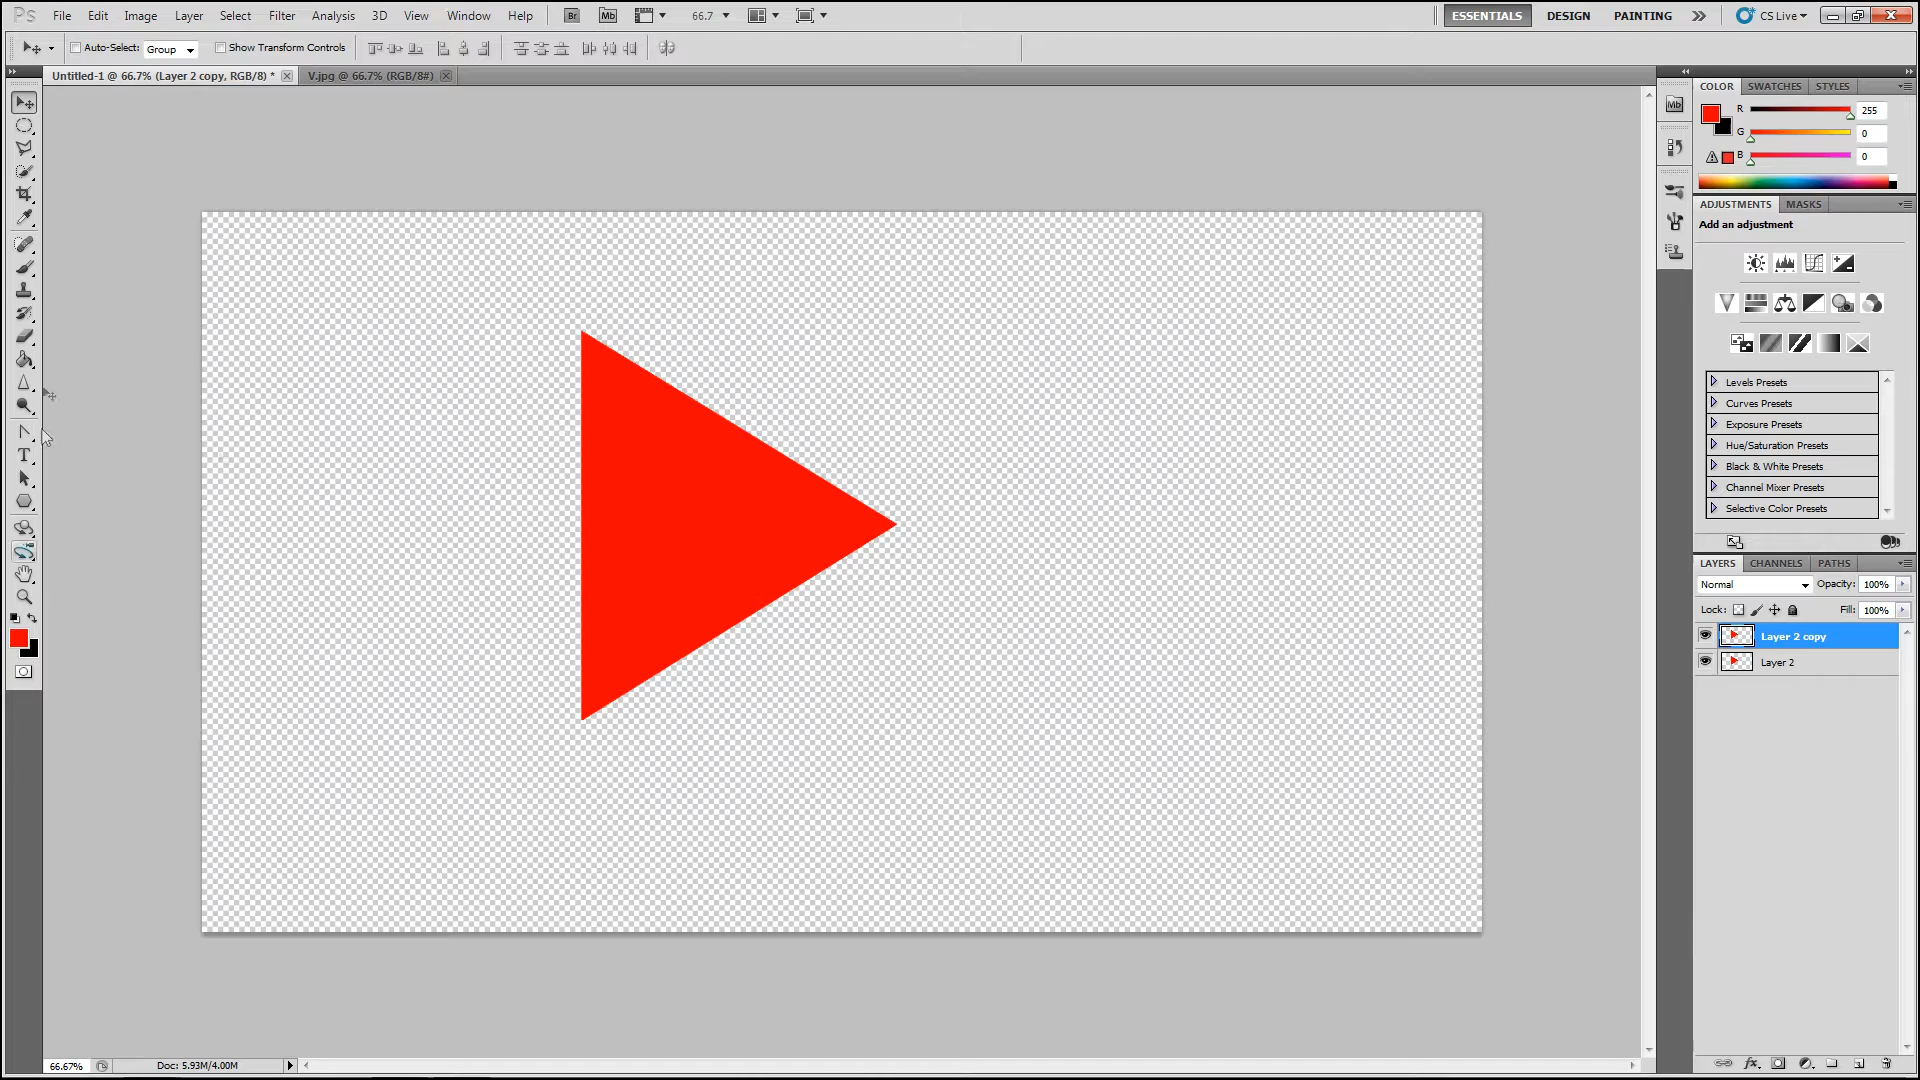 Ps File Edit Image Layer Select Filter Analysis 3D View Window Help Br Mb 66.7 ESSENTIALS DESIGN PAINTING CS Live
Auto-Select: Group Show Transform Controls
Untitled-1 @ 66.7% (Layer 2 copy, RGB/8) * V.jpg @ 66.7% (RGB/8#)
COLOR SWATCHES STYLES
Mb
R 255
G 0
B 0
ADJUSTMENTS MASKS
Add an adjustment
Levels Presets
Curves Presets
Exposure Presets
Hue/Saturation Presets
Black & White Presets
Channel Mixer Presets
Selective Color Presets
T
LAYERS CHANNELS PATHS
Normal Opacity: 100%
Lock: Fill: 100%
Layer 2 copy
Layer 2
66.67% Doc: 5.93M/4.00M
fx